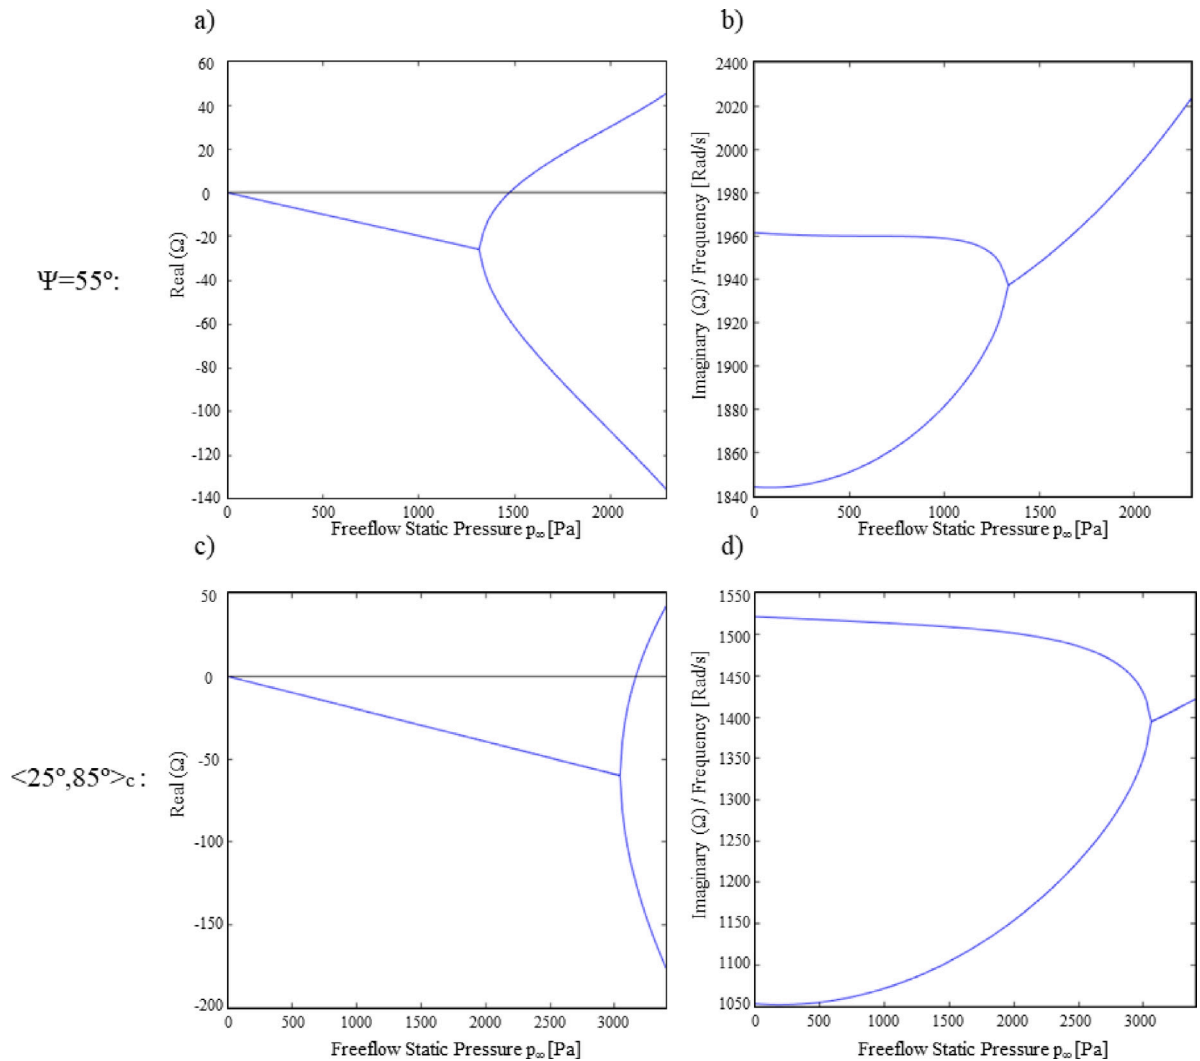 a)
b)
Ψ=55º:
60
40
20
0
-20
-40
-60
-80
-100
-120
-140
Real (Ω)
0 500 1000 1500 2000
Freeflow Static Pressure p∞ [Pa]
2400
2020
2000
1980
1960
1940
1920
1900
1880
1860
1840
Imaginary (Ω) / Frequency [Rad/s]
0 500 1000 1500 2000
Freeflow Static Pressure p∞ [Pa]
c)
d)
<25º,85º>c :
50
0
-50
-100
-150
-200
Real (Ω)
0 500 1000 1500 2000 2500 3000
Freeflow Static Pressure p∞ [Pa]
1550
1500
1450
1400
1350
1300
1250
1200
1150
1100
1050
Imaginary (Ω) / Frequency [Rad/s]
0 500 1000 1500 2000 2500 3000
Freeflow Static Pressure p∞ [Pa]